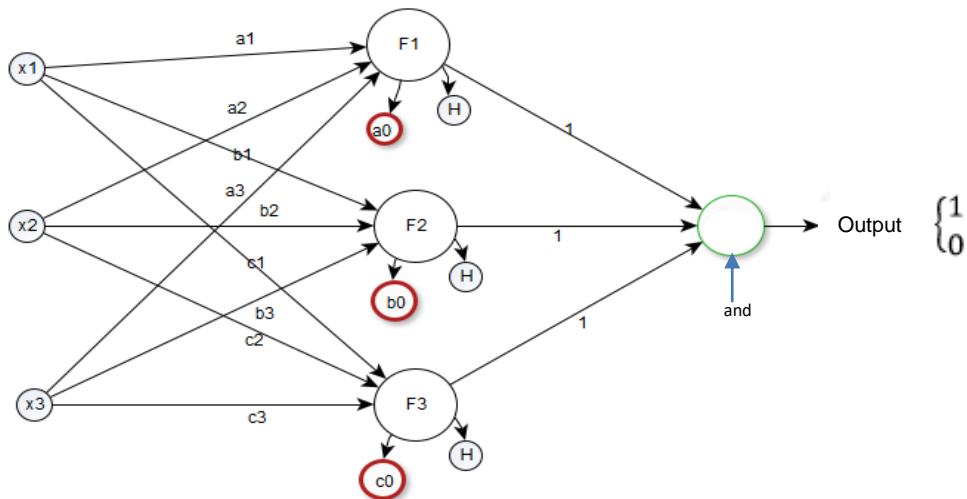 x1
a1
F1
a0
H
a2
b1
a3
1
x2
b2
F2
b0
H
1
Output
{1
0
and
c1
b3
c2
1
x3
c3
F3
c0
H